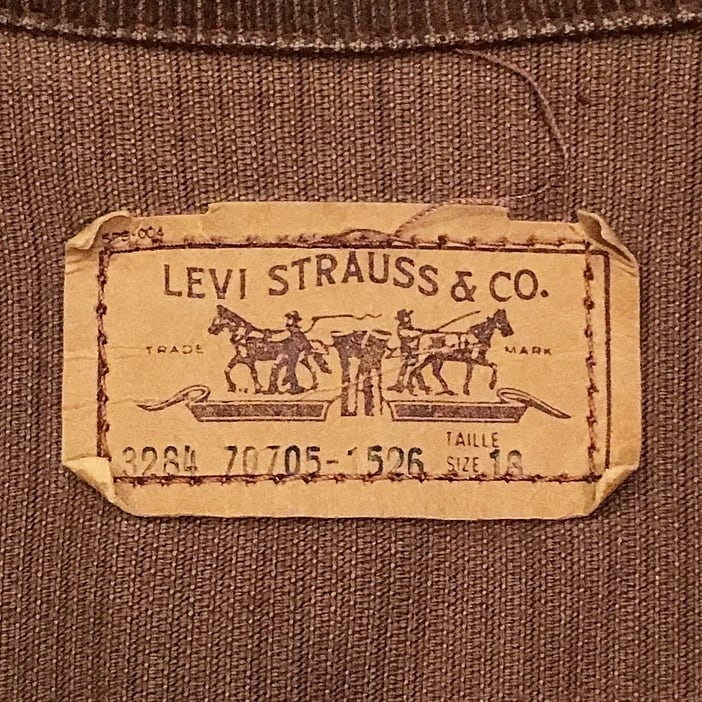 LEVI STRAUSS & CO.
TRADE MARK
TAILLE
3284 70705-1526 SIZE 18